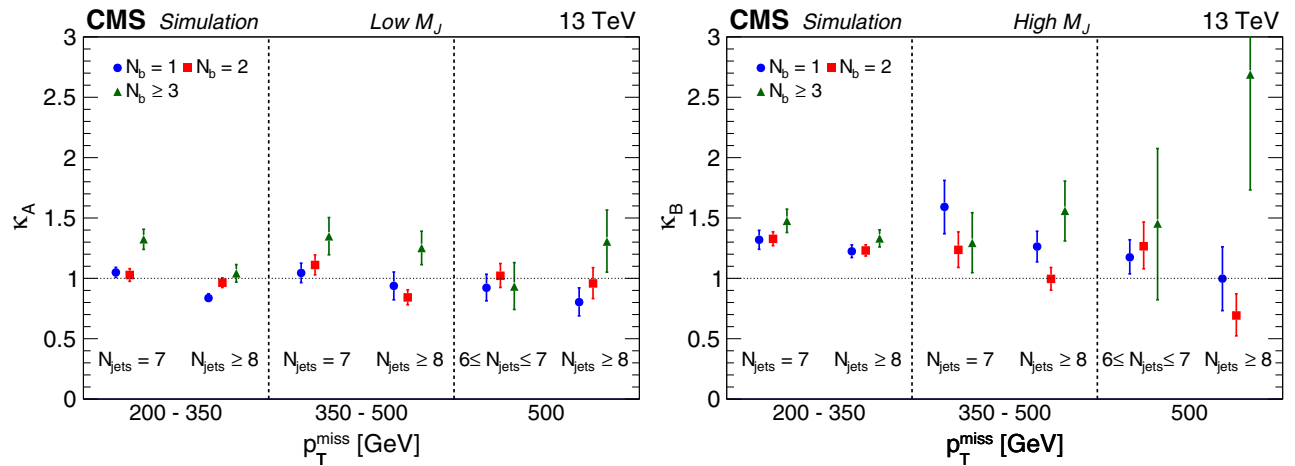 CMS Simulation Low M_J 13 TeV
3
2.5
2
1.5
1
0.5
0
κ_A
N_b = 1 N_b = 2
N_b ≥ 3
N_jets = 7 N_jets ≥ 8 N_jets = 7 N_jets ≥ 8 6≤ N_jets ≤7 N_jets ≥ 8
200 - 350 350 - 500 500
p_T^miss [GeV]
CMS Simulation High M_J 13 TeV
3
2.5
2
1.5
1
0.5
0
κ_B
N_b = 1 N_b = 2
N_b ≥ 3
N_jets = 7 N_jets ≥ 8 N_jets = 7 N_jets ≥ 8 6≤ N_jets ≤7 N_jets ≥ 8
200 - 350 350 - 500 500
p_T^miss [GeV]